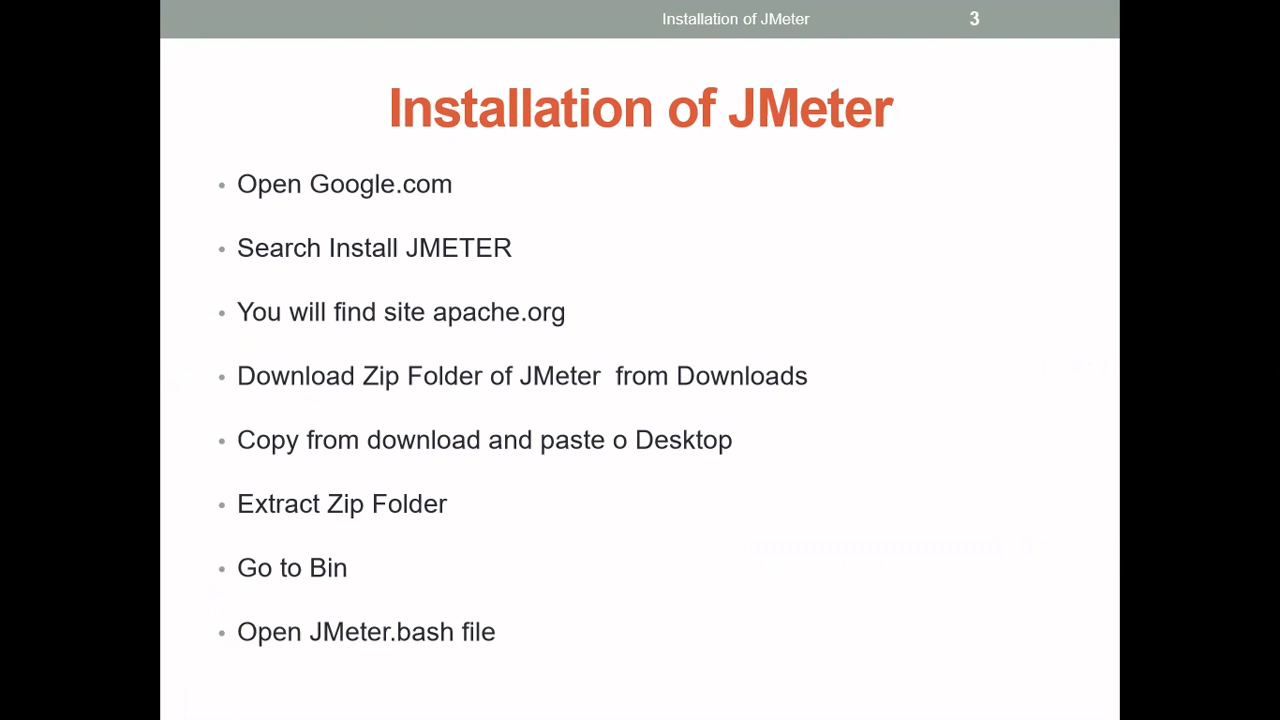 Installation of JMeter 3
Installation of JMeter
• Open Google.com
• Search Install JMETER
• You will find site apache.org
• Download Zip Folder of JMeter  from Downloads
• Copy from download and paste o Desktop
• Extract Zip Folder
• Go to Bin
• Open JMeter.bash file